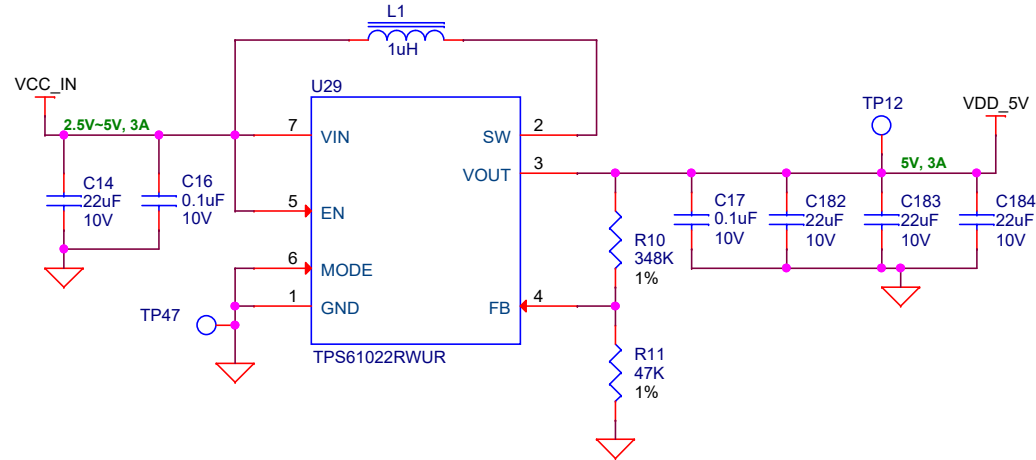 L1
1uH
VCC_IN
U29
TP12
VDD_5V
2.5V~5V, 3A
7
VIN
SW
2
VOUT
3
5V, 3A
C14
22uF
10V
C16
0.1uF
10V
5
EN
C17
0.1uF
10V
C182
22uF
10V
C183
22uF
10V
C184
22uF
10V
R10
348K
1%
6
MODE
TP47
1
GND
FB
4
TPS61022RWUR
R11
47K
1%